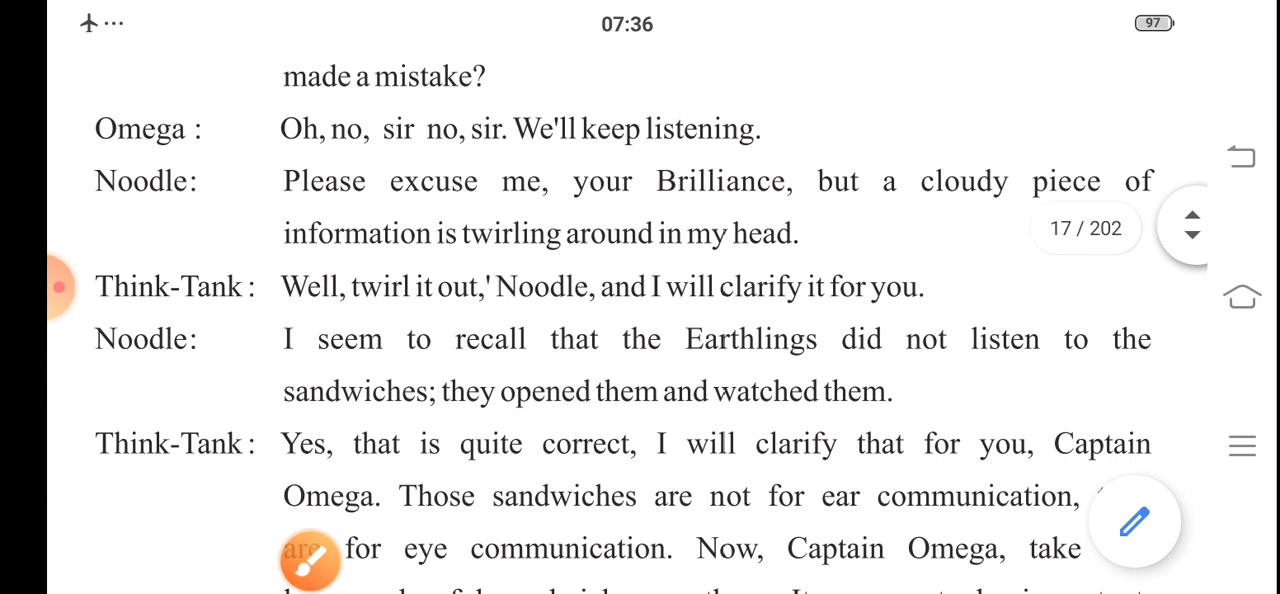 07:36
97
made a mistake?
Omega : Oh, no, sir no, sir. We'll keep listening.
Noodle: Please excuse me, your Brilliance, but a cloudy piece of
information is twirling around in my head.
17 / 202
Think-Tank : Well, twirl it out,' Noodle, and I will clarify it for you.
Noodle: I seem to recall that the Earthlings did not listen to the
sandwiches; they opened them and watched them.
Think-Tank : Yes, that is quite correct, I will clarify that for you, Captain
Omega. Those sandwiches are not for ear communication,
are for eye communication. Now, Captain Omega, take